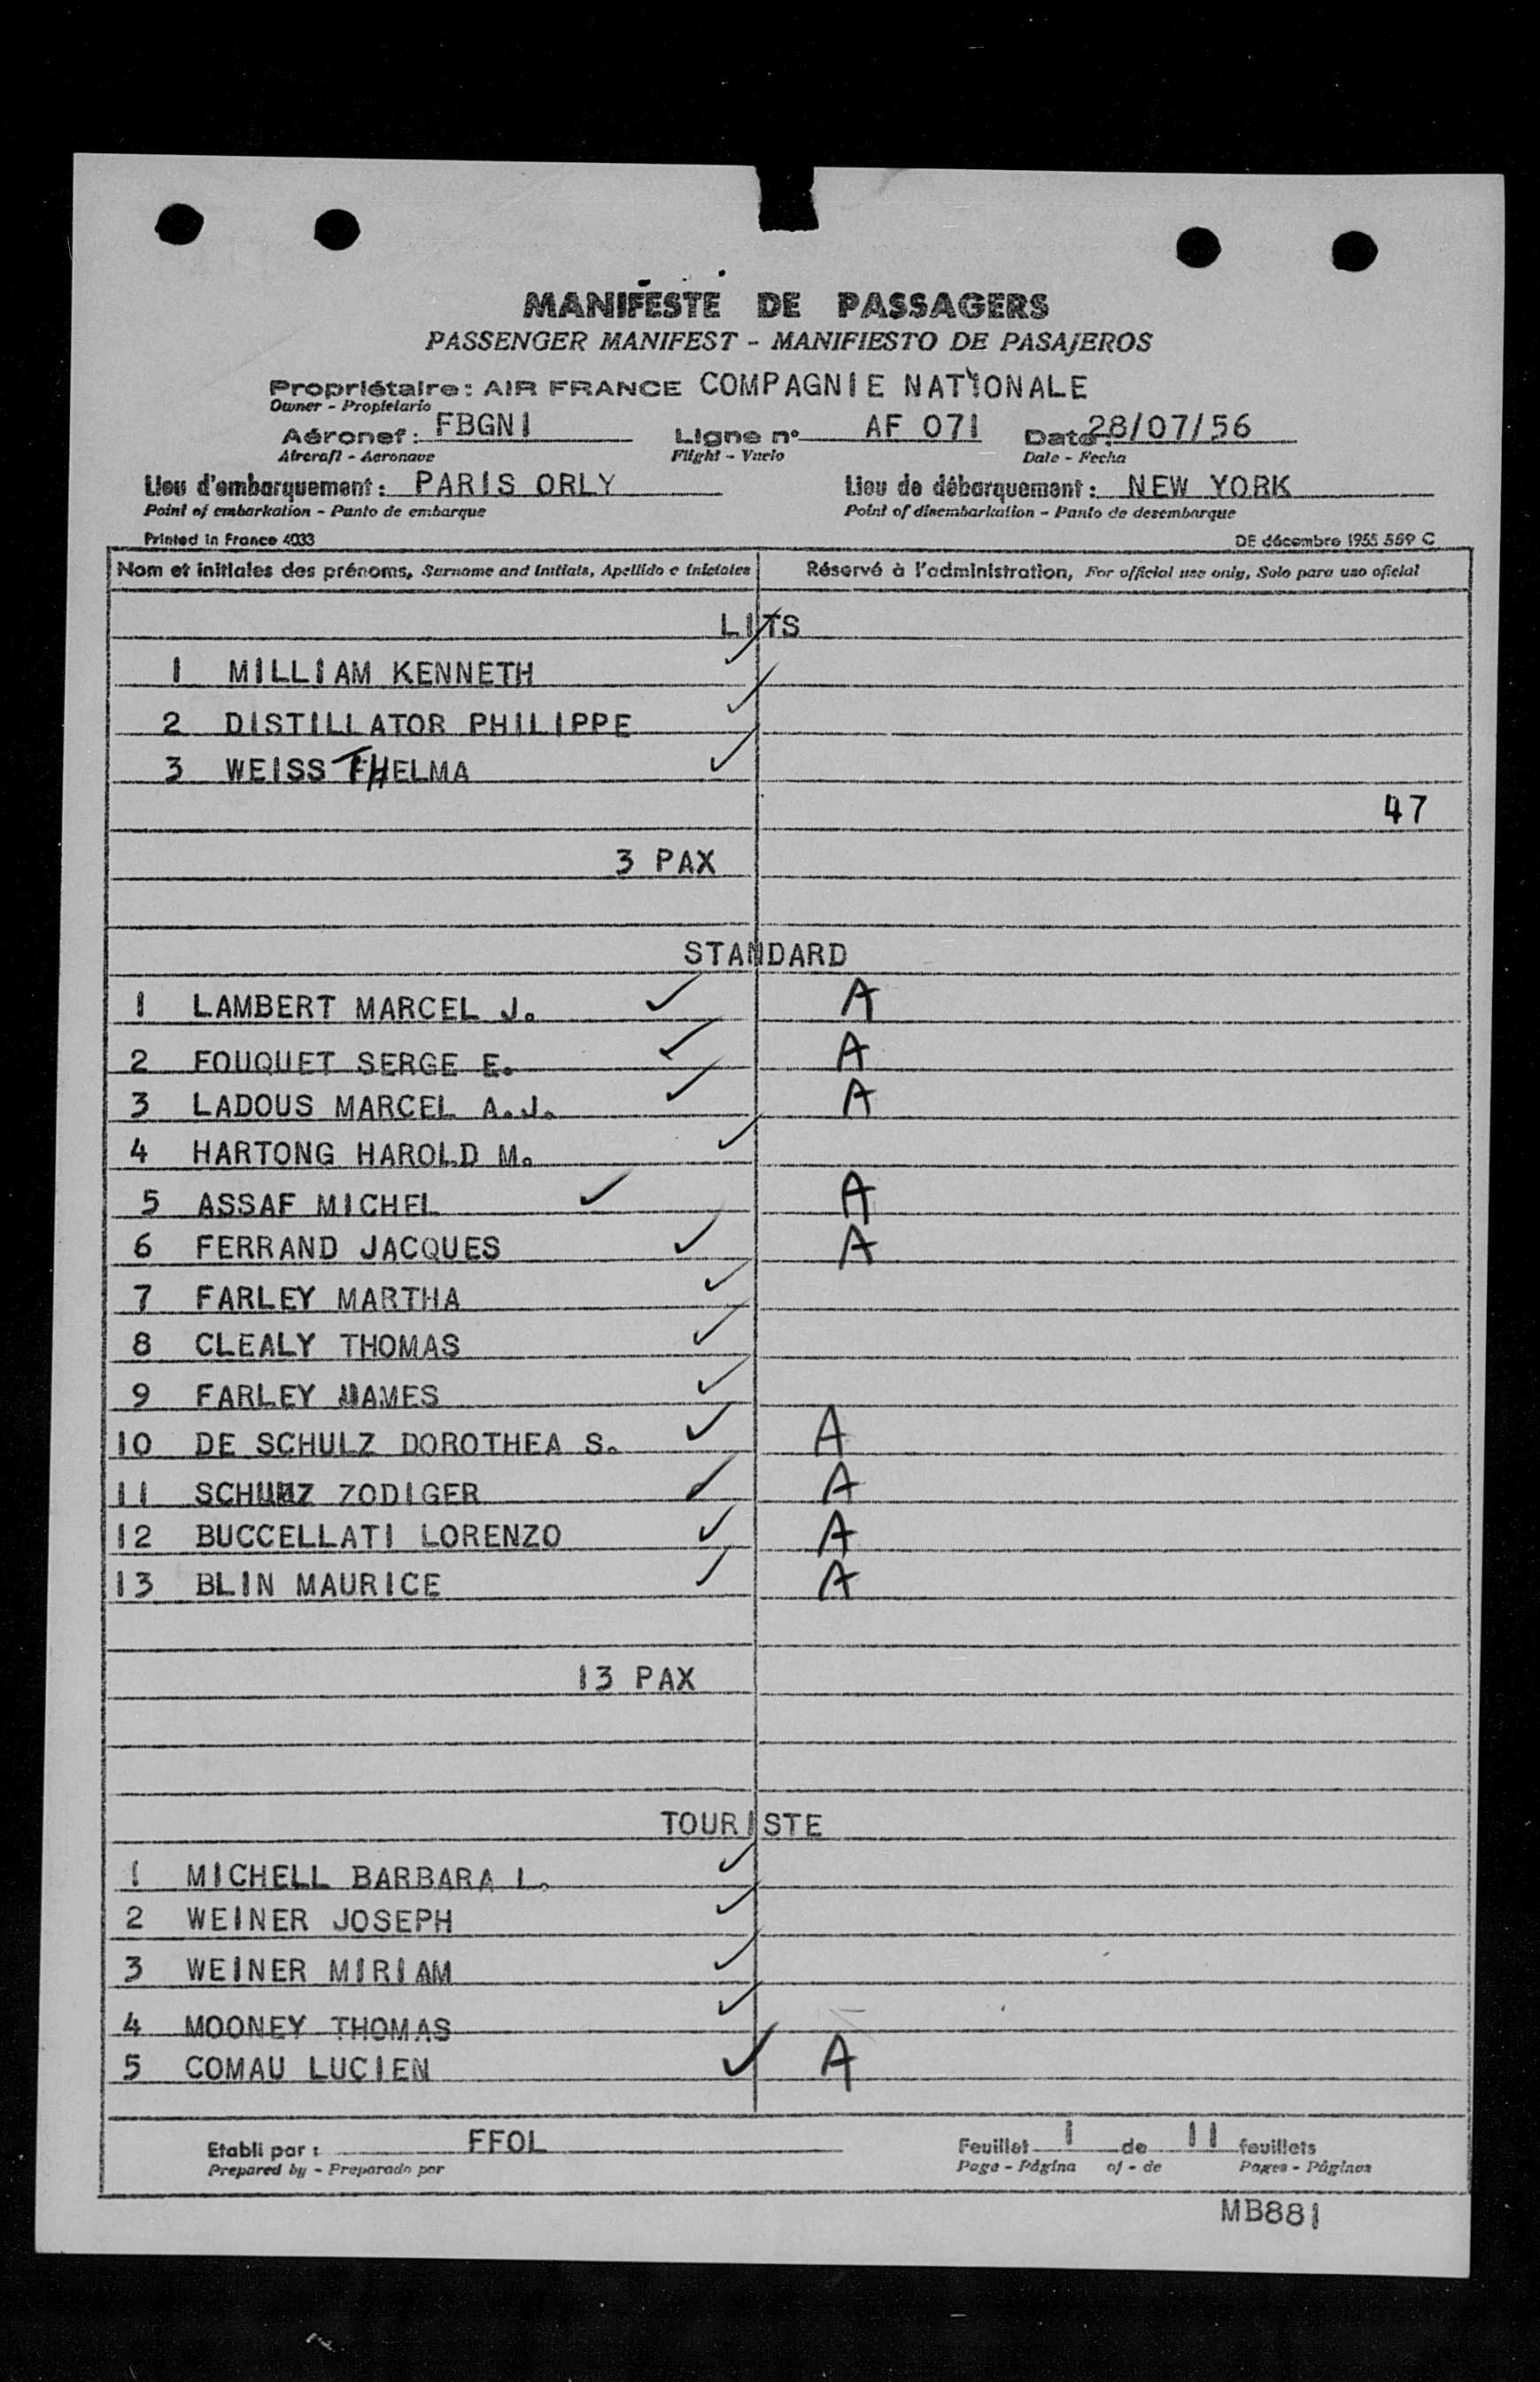 MANIFESTE DE PASSAGERS
PASSENGER MANIFEST - MANIFIESTO DE PASAJEROS
Propriétaire: AIR FRANCE COMPAGNIE NATIONALE
Owner - Propietario
Aéronef: FBGNI Ligne n° AF 071 Date: 28/07/56
Aircraft - Aeronave Flight - Vuelo Date - Fecha
Lieu d'embarquement: PARIS ORLY Lieu de débarquement: NEW YORK
Point of embarkation - Punto de embarque Point of disembarkation - Punto de desembarque
Printed in France 4033 DE décembre 1955 559 C
Nom et initiales des prénoms, Surname and initials, Apellido e iniciales Réservé à l'administration, For official use only, Solo para uso oficial
LITS
1 MILLIAM KENNETH
2 DISTILLATOR PHILIPPE
3 WEISS THELMA
47
3 PAX
STANDARD
1 LAMBERT MARCEL J. A
2 FOUQUET SERGE E. A
3 LADOUS MARCEL A.J. A
4 HARTONG HAROLD M.
5 ASSAF MICHEL A
6 FERRAND JACQUES A
7 FARLEY MARTHA
8 CLEALY THOMAS
9 FARLEY JAMES
10 DE SCHULZ DOROTHEA S. A
11 SCHULZ ZODIGER A
12 BUCCELLATI LORENZO A
13 BLIN MAURICE A
13 PAX
TOURISTE
1 MICHELL BARBARA L.
2 WEINER JOSEPH
3 WEINER MIRIAM
4 MOONEY THOMAS
5 COMAU LUCIEN A
Etabli par: FFOL Feuillet 1 de 11 feuillets
Prepared by - Preparado por Page - Página of - de Pages - Páginas
MB881